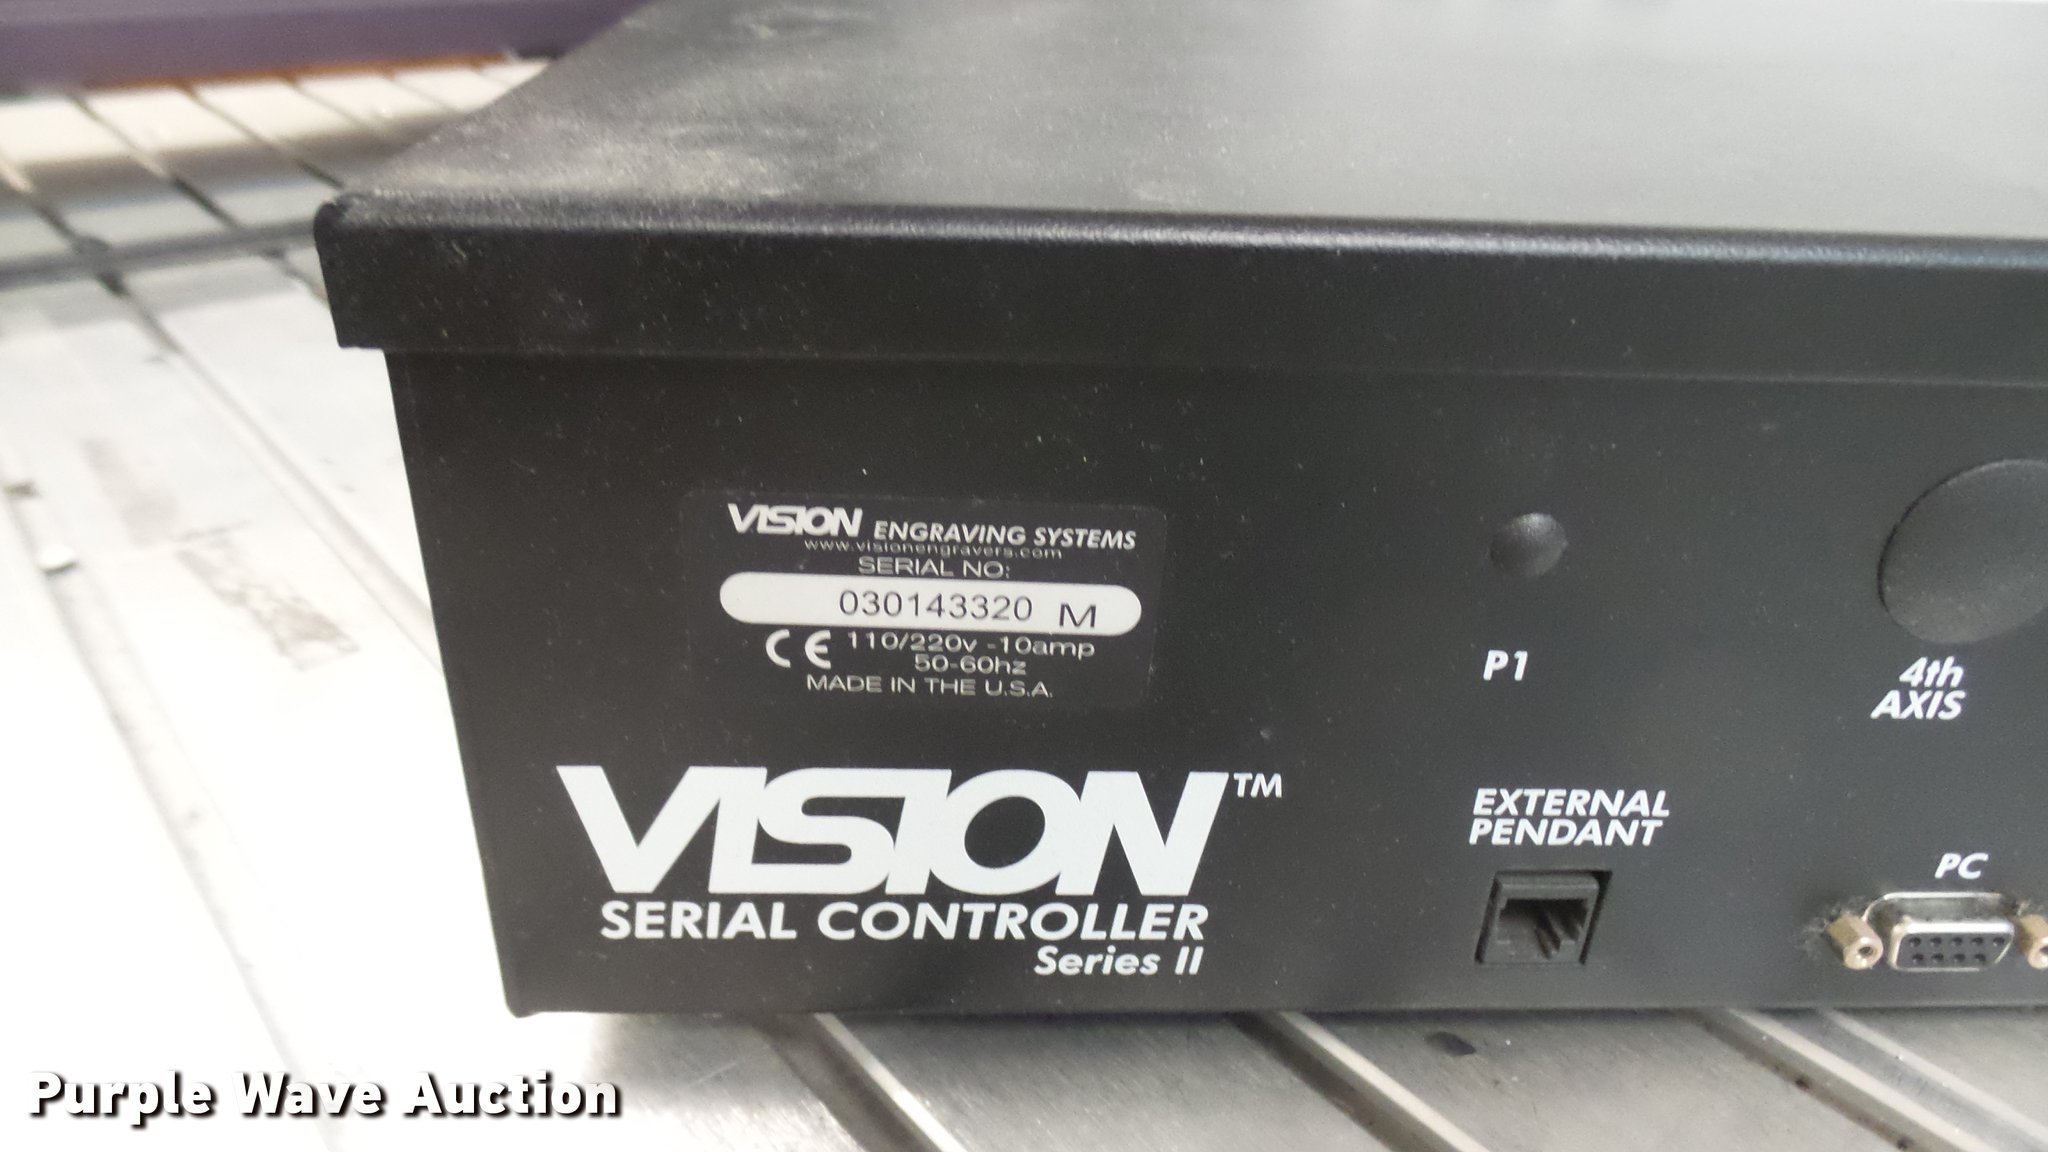 VISION ENGRAVING SYSTEMS
www.visionengravers.com
SERIAL NO:
030143320 M
CE 110/220v -10amp
50-60hz
MADE IN THE U.S.A.
VISION™
SERIAL CONTROLLER
Series II
P1
4th
AXIS
EXTERNAL
PENDANT
PC
Purple Wave Auction